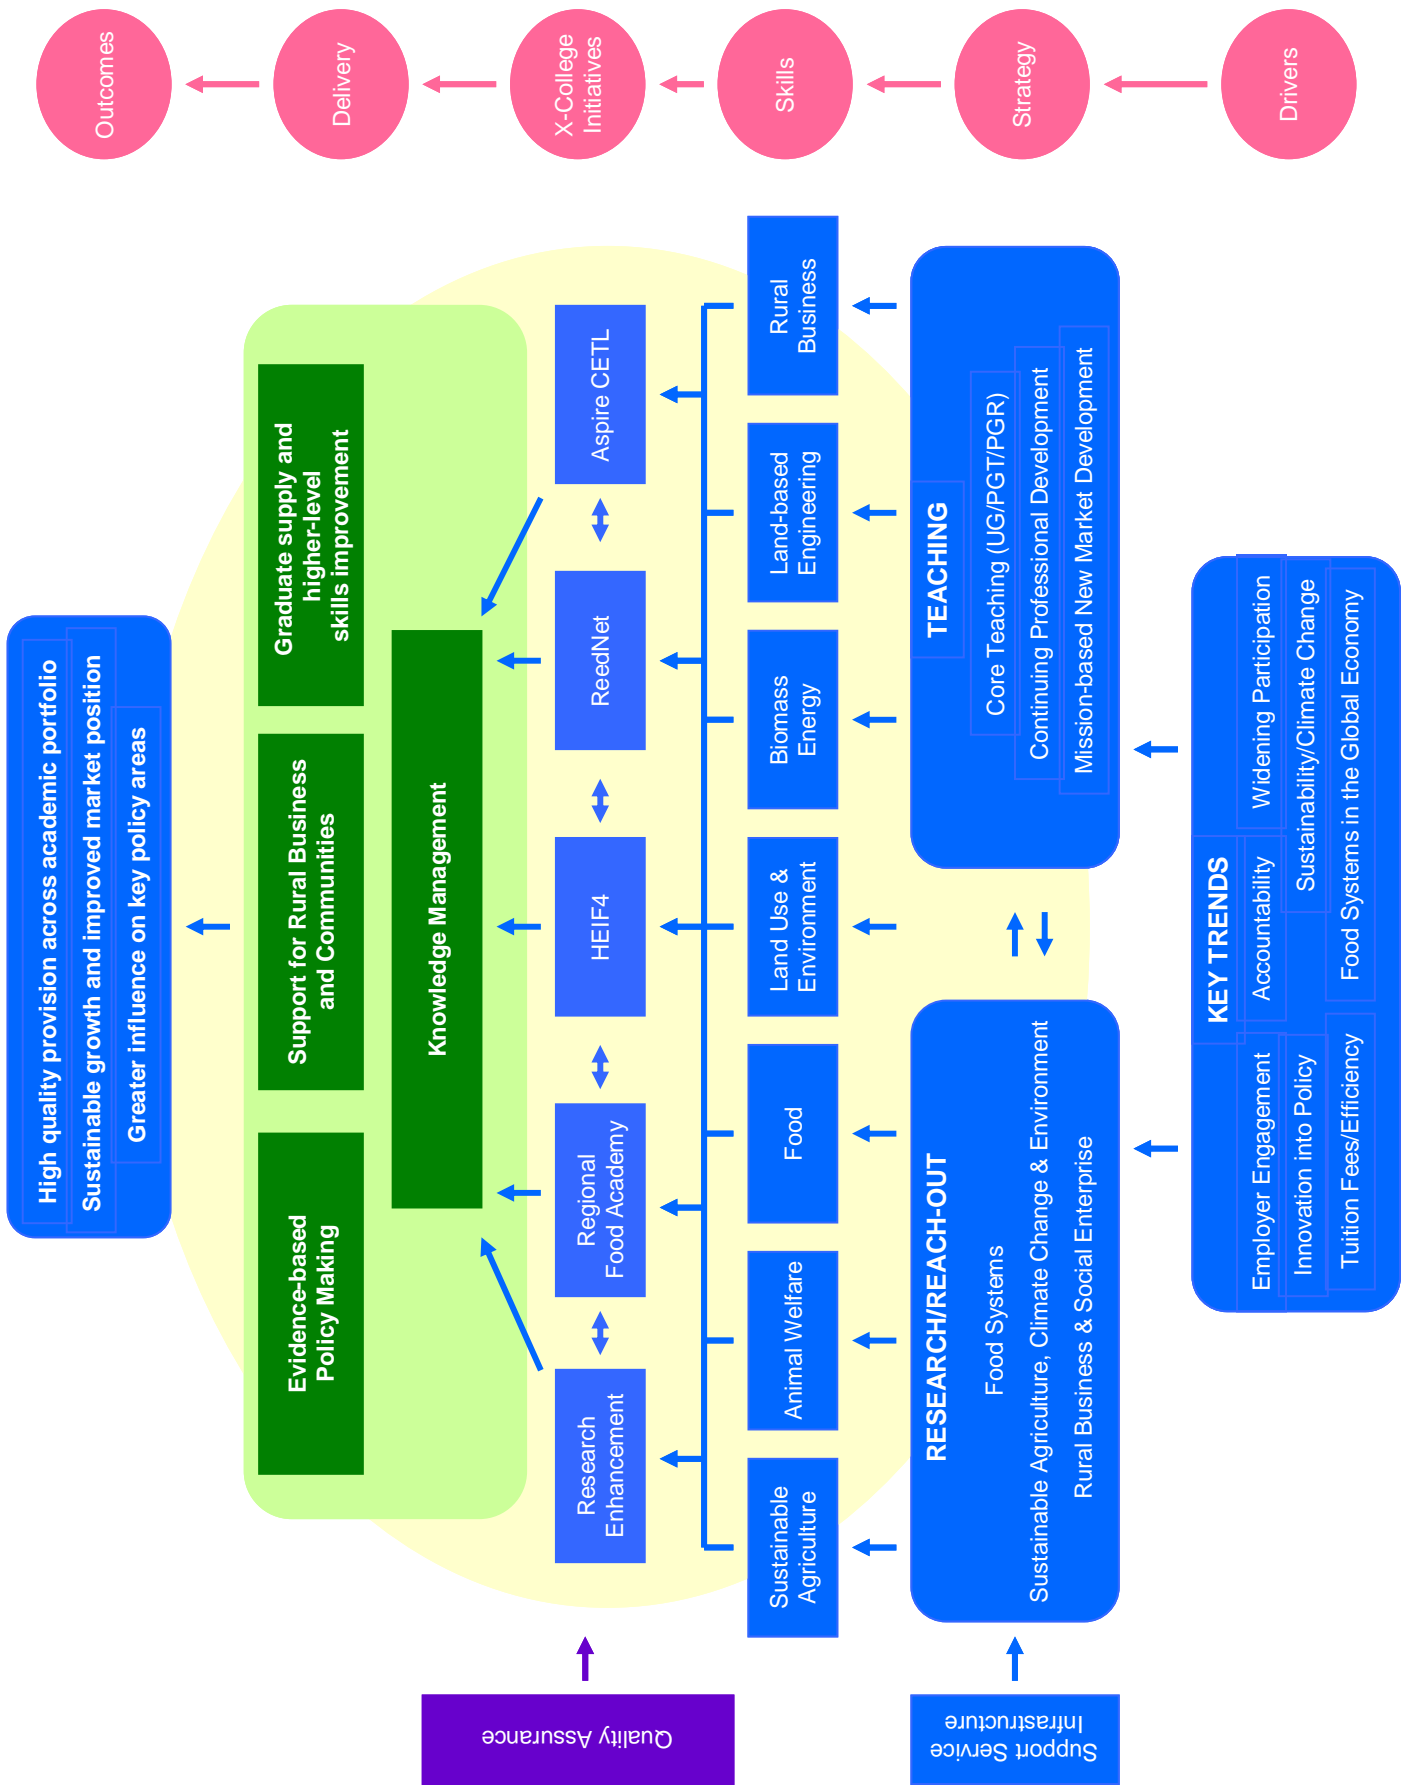 Outcomes
Delivery
X-College
Initiatives
Skills
Strategy
Drivers
High quality provision across academic portfolio
Sustainable growth and improved market position
Greater influence on key policy areas
Evidence-based
Policy Making
Support for Rural Business
and Communities
Graduate supply and
higher-level
skills improvement
Knowledge Management
Research
Enhancement
Regional
Food Academy
HEIF4
ReedNet
Aspire CETL
Sustainable
Agriculture
Animal Welfare
Food
Land Use &
Environment
Biomass
Energy
Land-based
Engineering
Rural
Business
RESEARCH/REACH-OUT
Food Systems
Sustainable Agriculture, Climate Change & Environment
Rural Business & Social Enterprise
TEACHING
Core Teaching (UG/PGT/PGR)
Continuing Professional Development
Mission-based New Market Development
KEY TRENDS
Employer Engagement
Accountability
Widening Participation
Innovation into Policy
Sustainability/Climate Change
Tuition Fees/Efficiency
Food Systems in the Global Economy
Quality Assurance
Support Service
Infrastructure